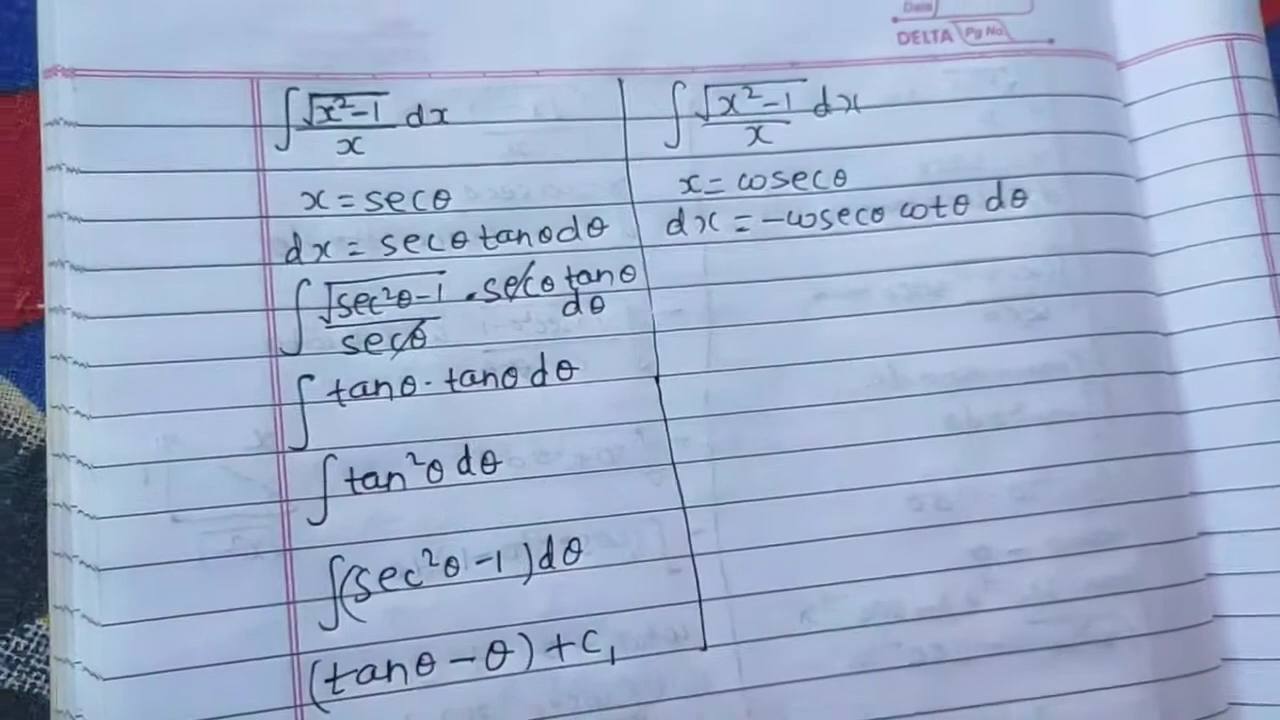 Date
DELTA Pg No
∫ √(x²-1)/x dx
x = secθ
dx = secθ tanθ dθ
∫ √(sec²θ-1)/secθ . secθ tanθ dθ
∫ tanθ · tanθ dθ
∫ tan²θ dθ
∫ (sec²θ -1) dθ
(tanθ - θ) + C₁
∫ √(x²-1)/x dx
x = cosecθ
dx = -cosecθ cotθ dθ